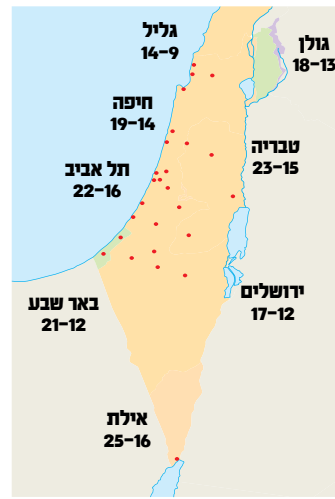 גליל
14-9
גולן
18-13
חיפה
19-14
טבריה
23-15
תל אביב
22-16
ירושלים
17-12
באר שבע
21-12
אילת
25-16